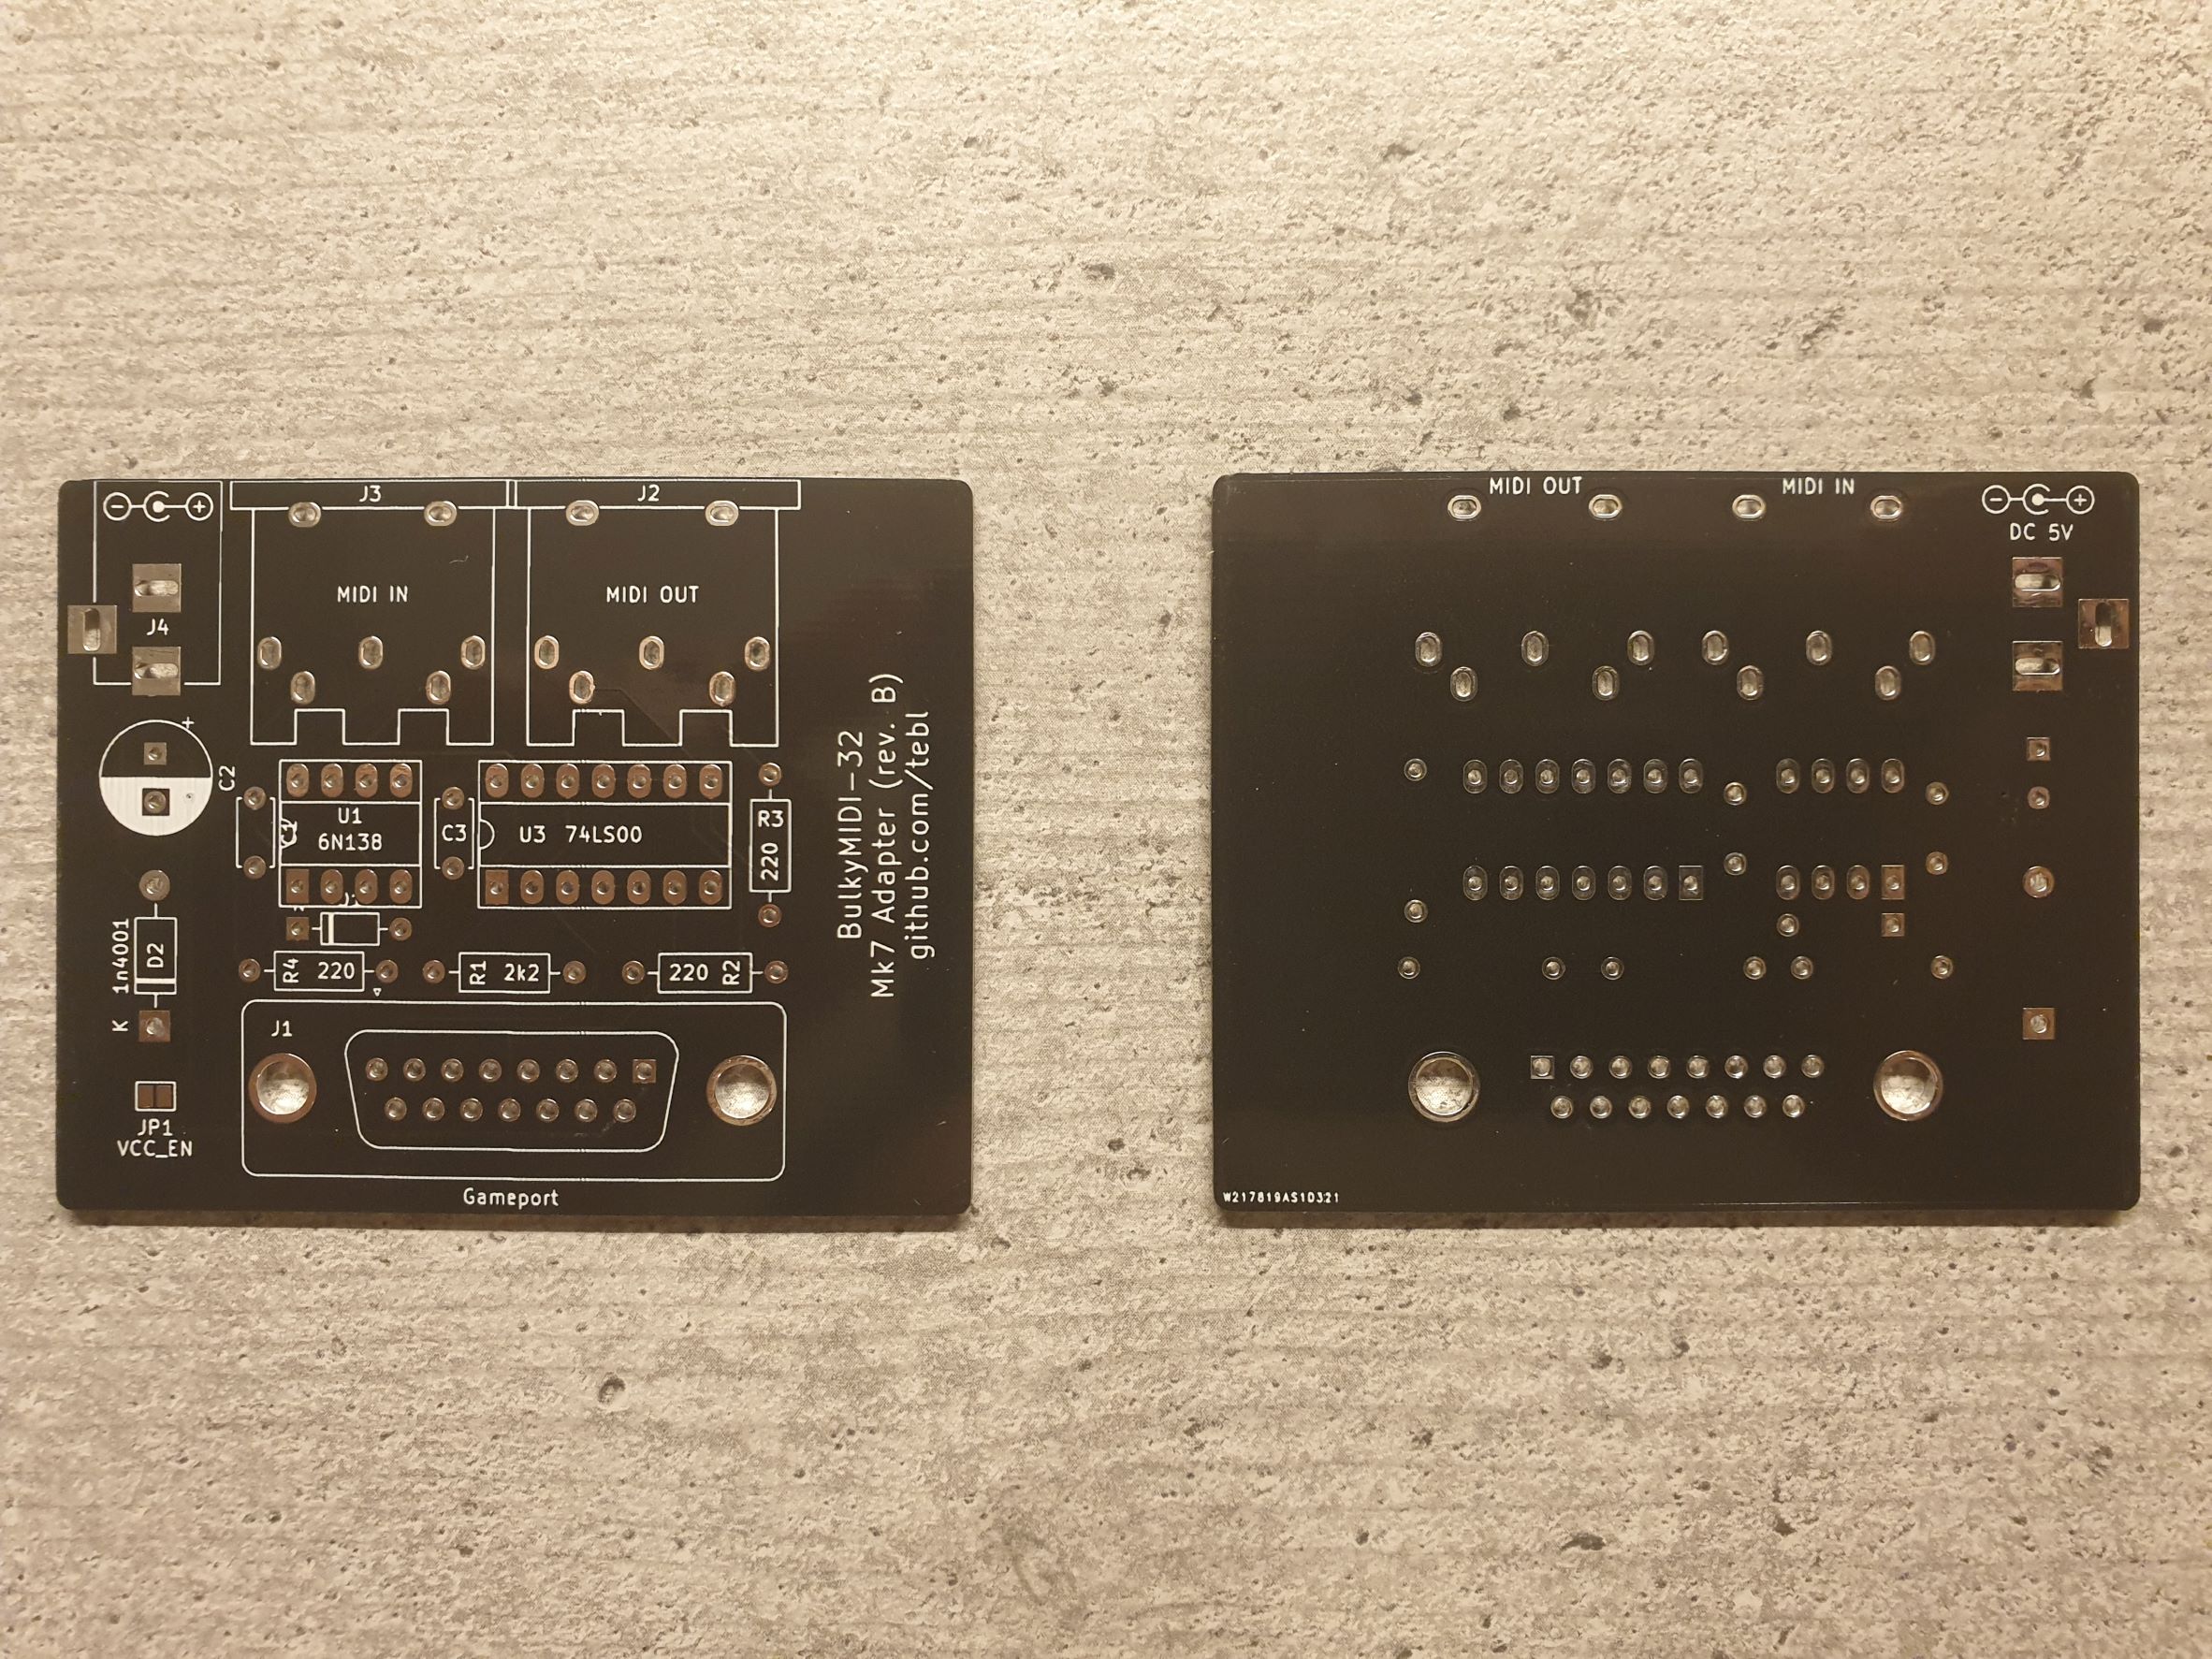 J3
J2
MIDI IN
MIDI OUT
J4
+
C2
U1
6N138
C3
U3 74LS00
R3
220
1n4001
D2
K
R4 220
R1 2k2
220 R2
J1
JP1
VCC_EN
Gameport
BulkyMIDI-32
Mk7 Adapter (rev. B)
github.com/tebl
MIDI OUT
MIDI IN
DC 5V
W217819AS10321